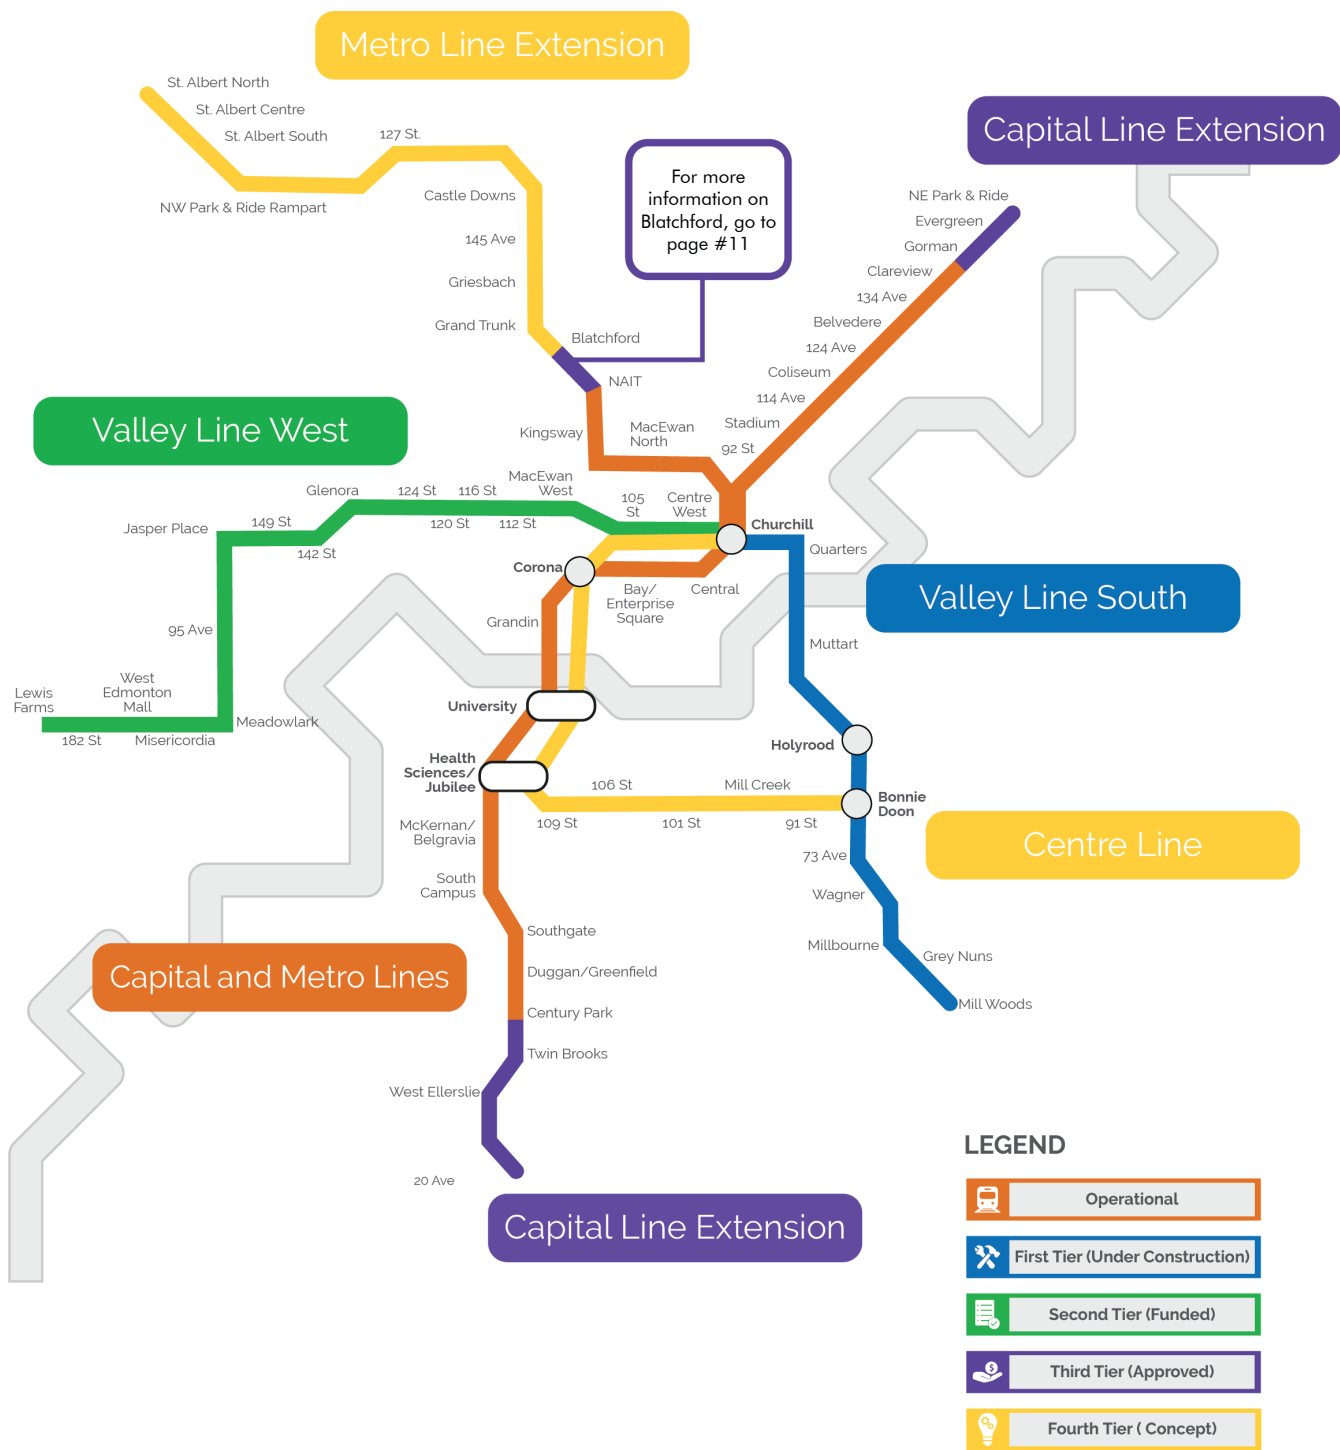 Metro Line Extension
St. Albert North
St. Albert Centre
St. Albert South
127 St.
NW Park & Ride Rampart
Castle Downs
145 Ave
Griesbach
Grand Trunk
Blatchford
NAIT
For more
information on
Blatchford, go to
page #11
Capital Line Extension
NE Park & Ride
Evergreen
Gorman
Clareview
134 Ave
Belvedere
124 Ave
Coliseum
114 Ave
Stadium
92 St
Kingsway
MacEwan
North
Valley Line West
MacEwan
West
105
St
Centre
West
Churchill
Glenora
124 St
116 St
120 St
112 St
Jasper Place
149 St
142 St
95 Ave
West
Edmonton
Mall
Lewis
Farms
182 St
Misericordia
Meadowlark
Quarters
Valley Line South
Corona
Bay/
Enterprise
Square
Central
Grandin
Muttart
University
Holyrood
Health
Sciences/
Jubilee
106 St
Mill Creek
Bonnie
Doon
109 St
101 St
91 St
Centre Line
McKernan/
Belgravia
73 Ave
South
Campus
Wagner
Southgate
Millbourne
Grey Nuns
Capital and Metro Lines
Duggan/Greenfield
Century Park
Mill Woods
Twin Brooks
West Ellerslie
20 Ave
Capital Line Extension
LEGEND
Operational
First Tier (Under Construction)
Second Tier (Funded)
Third Tier (Approved)
Fourth Tier ( Concept)